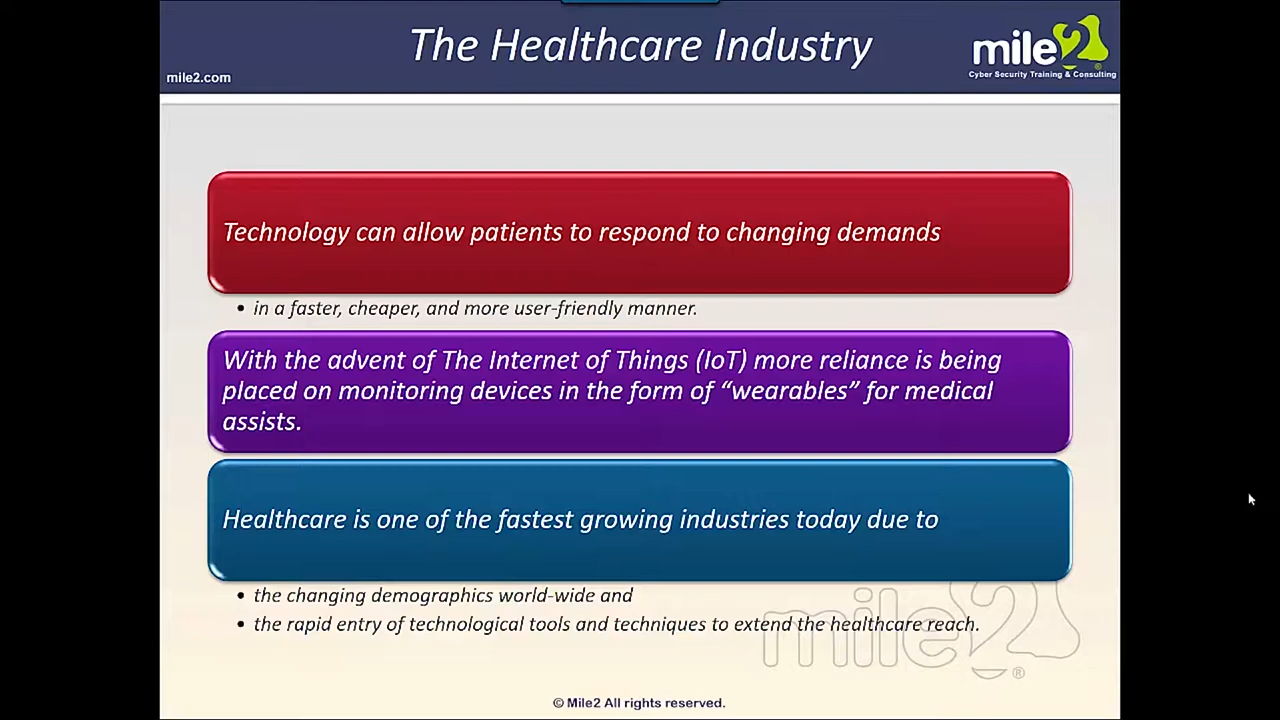 The Healthcare Industry
mile2
mile2.com
Cyber Security Training & Consulting
Technology can allow patients to respond to changing demands
• in a faster, cheaper, and more user-friendly manner.
With the advent of The Internet of Things (IoT) more reliance is being
placed on monitoring devices in the form of “wearables” for medical
assists.
Healthcare is one of the fastest growing industries today due to
• the changing demographics world-wide and
• the rapid entry of technological tools and techniques to extend the healthcare reach.
mile2®
© Mile2 All rights reserved.